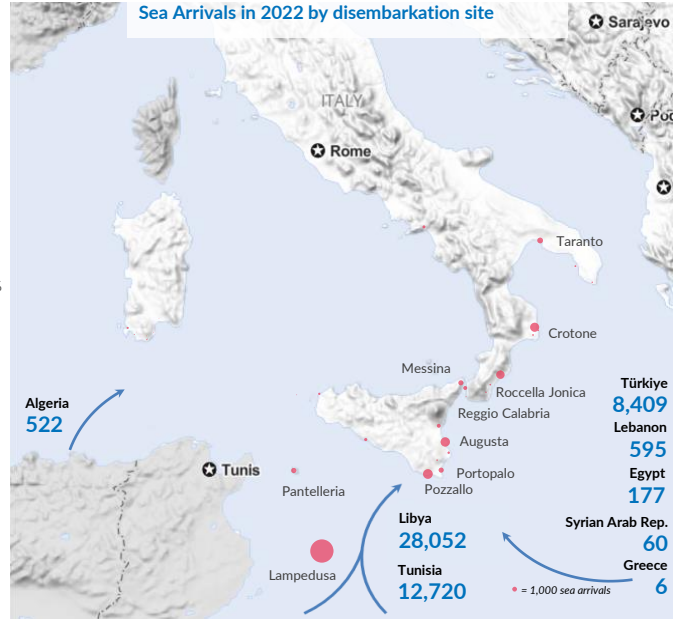 Sea Arrivals in 2022 by disembarkation site
Sarajevo
ITALY
Rome
Taranto
Crotone
Messina
Roccella Jonica
Reggio Calabria
Augusta
Portopalo
Pozzallo
Pantelleria
Lampedusa
Tunis
Algeria
522
Libya
28,052
Tunisia
12,720
Türkiye
8,409
Lebanon
595
Egypt
177
Syrian Arab Rep.
60
Greece
6
= 1,000 sea arrivals